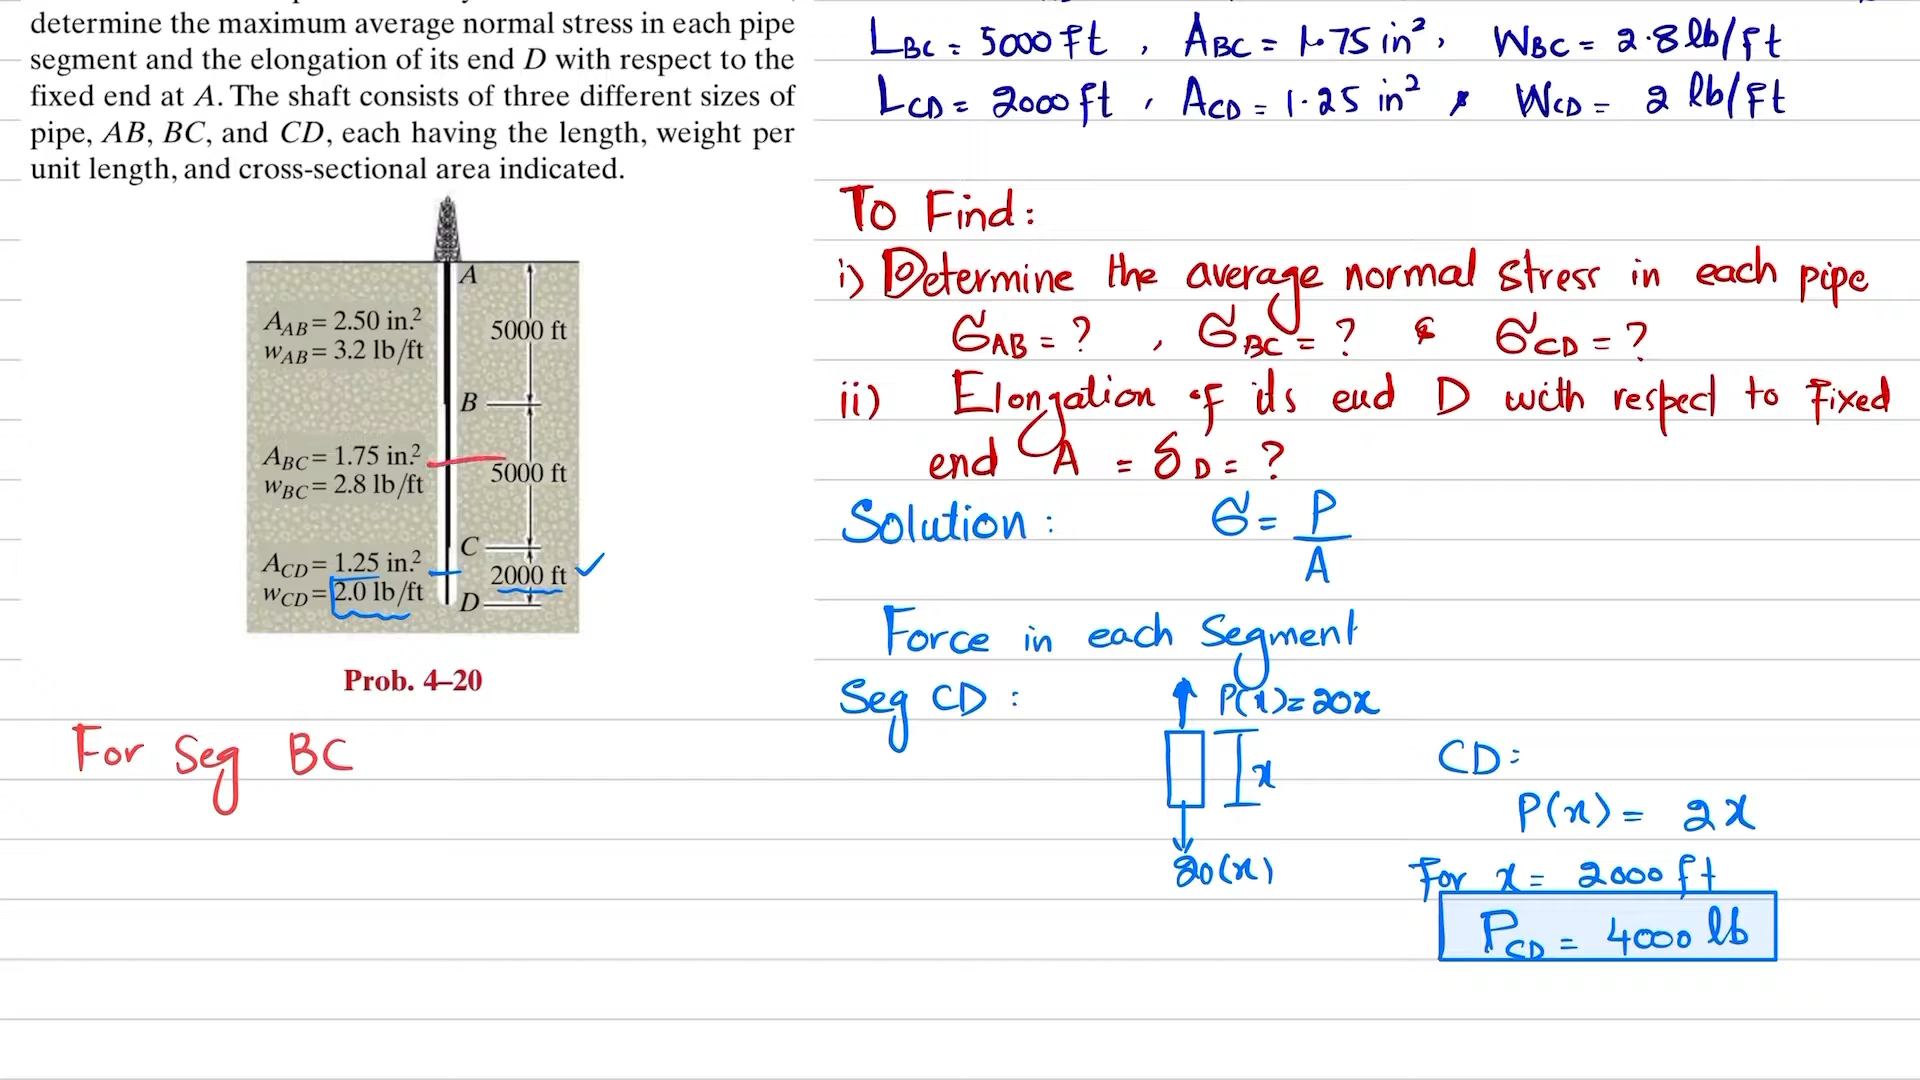 determine the maximum average normal stress in each pipe
segment and the elongation of its end D with respect to the
fixed end at A. The shaft consists of three different sizes of
pipe, AB, BC, and CD, each having the length, weight per
unit length, and cross-sectional area indicated.
A
A_AB = 2.50 in.²
w_AB = 3.2 lb/ft
5000 ft
B
A_BC = 1.75 in.²
w_BC = 2.8 lb/ft
5000 ft
C
A_CD = 1.25 in.²
w_CD = 2.0 lb/ft
2000 ft
D
Prob. 4–20
For Seg BC
L_BC = 5000 ft , A_BC = 1.75 in², W_BC = 2.8 lb/ft
L_CD = 2000 ft , A_CD = 1.25 in² & W_CD = 2 lb/ft
To Find:
i) Determine the average normal stress in each pipe
σ_AB = ? , σ_BC = ? & σ_CD = ?
ii) Elongation of its end D with respect to Fixed
end A = δ_D = ?
Solution: σ = P/A
Force in each Segment
Seg CD :
P(x) = 20x
x
20(x)
CD:
P(x) = 2x
For x = 2000 ft
P_CD = 4000 lb